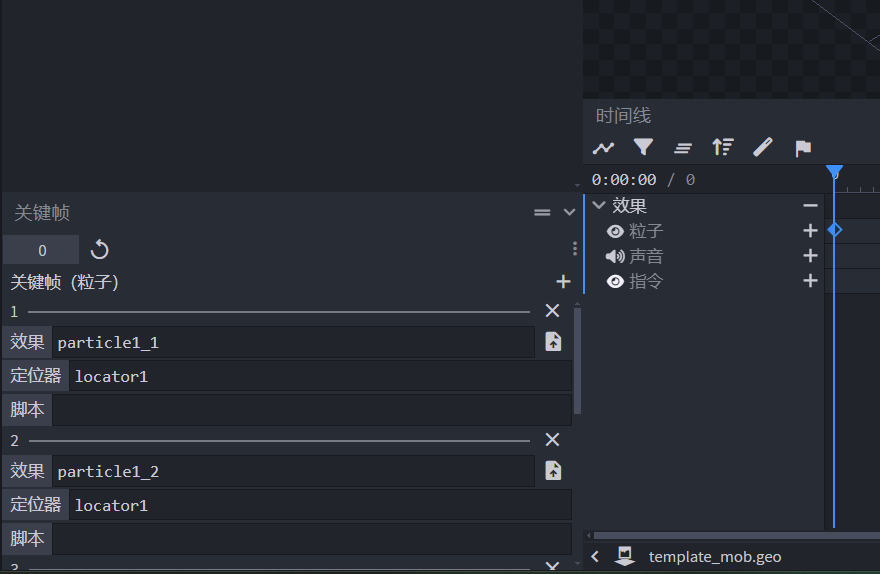 时间线
0:00:00 / 0
效果
粒子
声音
指令
关键帧
0
关键帧（粒子）
1
效果 particle1_1
定位器 locator1
脚本
2
效果 particle1_2
定位器 locator1
脚本
3
template_mob.geo